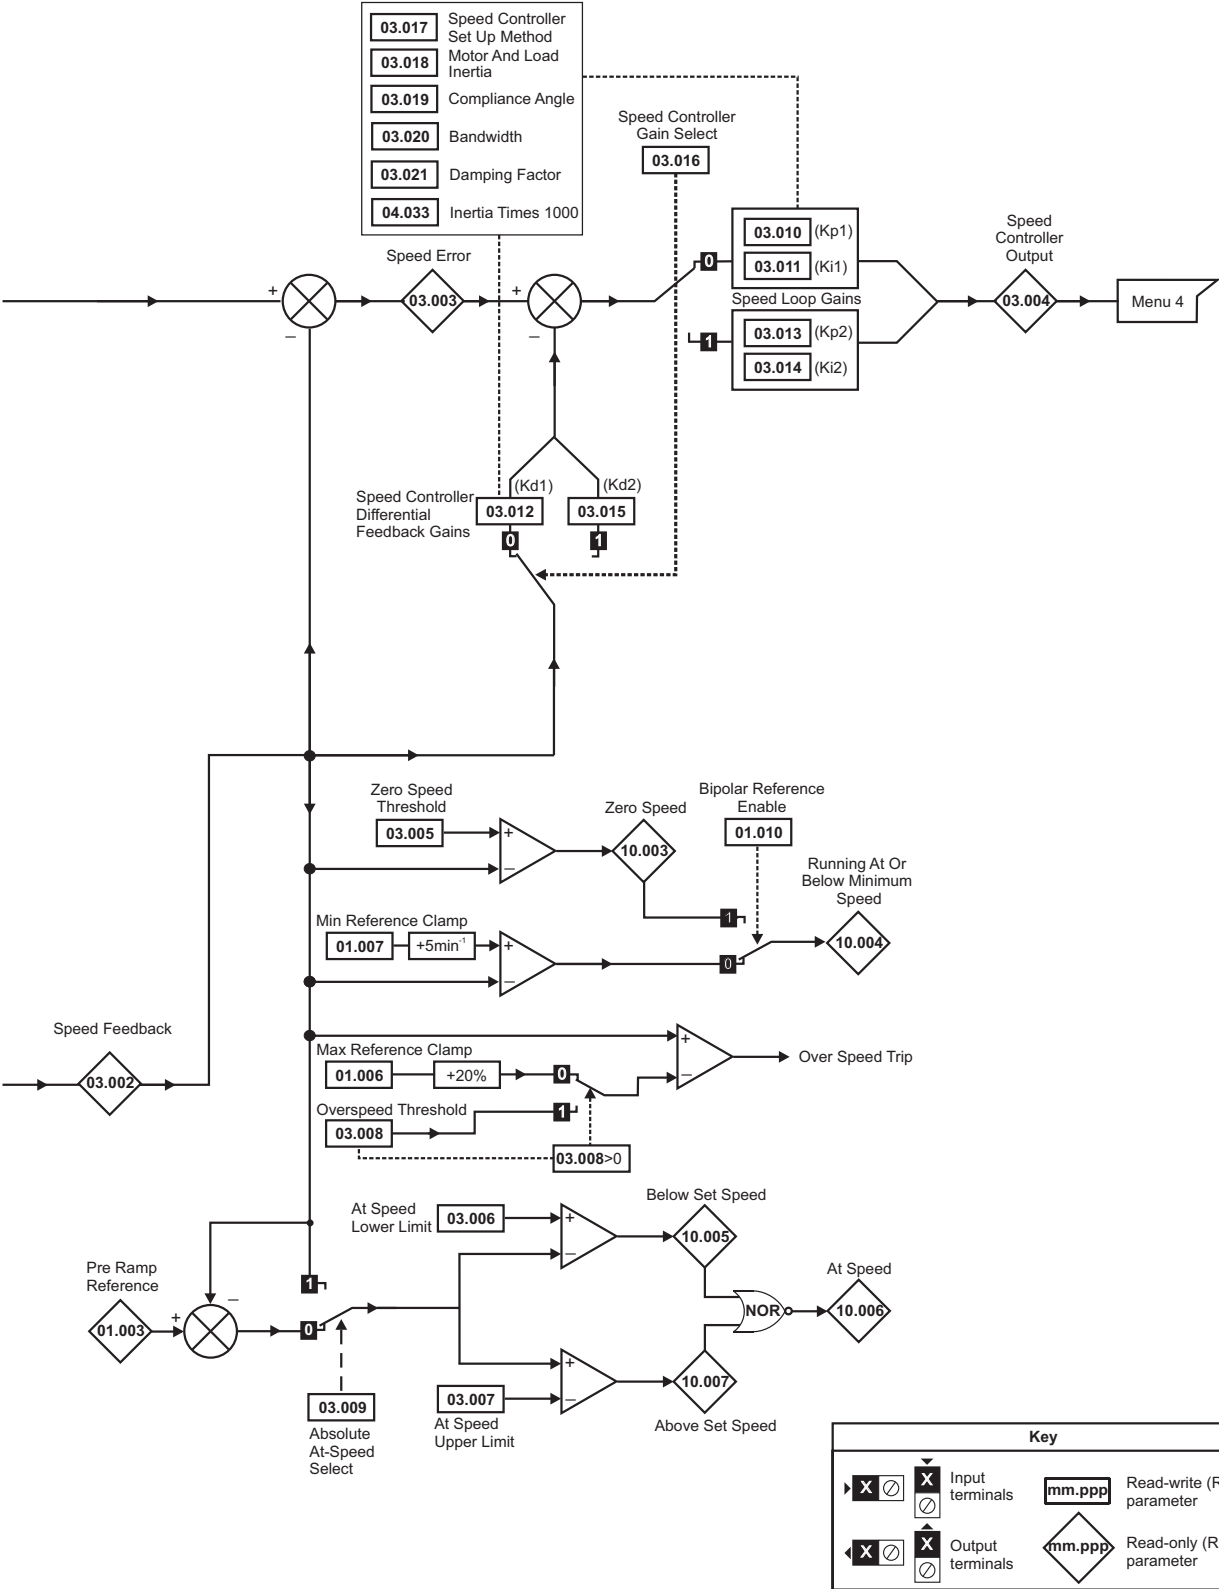 03.017 Speed Controller
Set Up Method
03.018 Motor And Load
Inertia
03.019 Compliance Angle
03.020 Bandwidth
03.021 Damping Factor
04.033 Inertia Times 1000
Speed Controller
Gain Select
03.016
03.010 (Kp1)
03.011 (Ki1)
Speed Loop Gains
03.013 (Kp2)
03.014 (Ki2)
0
1
Speed
Controller
Output
03.004
Menu 4
Speed Error
03.003
+
−
+
−
(Kd1)
(Kd2)
Speed Controller
Differential
Feedback Gains
03.012
03.015
0
1
Zero Speed
Threshold
03.005
+
−
Zero Speed
10.003
Bipolar Reference
Enable
01.010
Running At Or
Below Minimum
Speed
10.004
1
0
Min Reference Clamp
01.007
+5min-1
+
−
Speed Feedback
03.002
Max Reference Clamp
01.006
+20%
0
Overspeed Threshold
03.008
1
03.008>0
+
−
Over Speed Trip
At Speed
Lower Limit
03.006
+
−
Below Set Speed
10.005
Pre Ramp
Reference
01.003
+
−
1
0
03.009
Absolute
At-Speed
Select
03.007
At Speed
Upper Limit
+
−
10.007
Above Set Speed
NOR
At Speed
10.006
Key
X
X
Input
terminals
mm.ppp
Read-write (R
parameter
X
X
Output
terminals
mm.ppp
Read-only (R
parameter